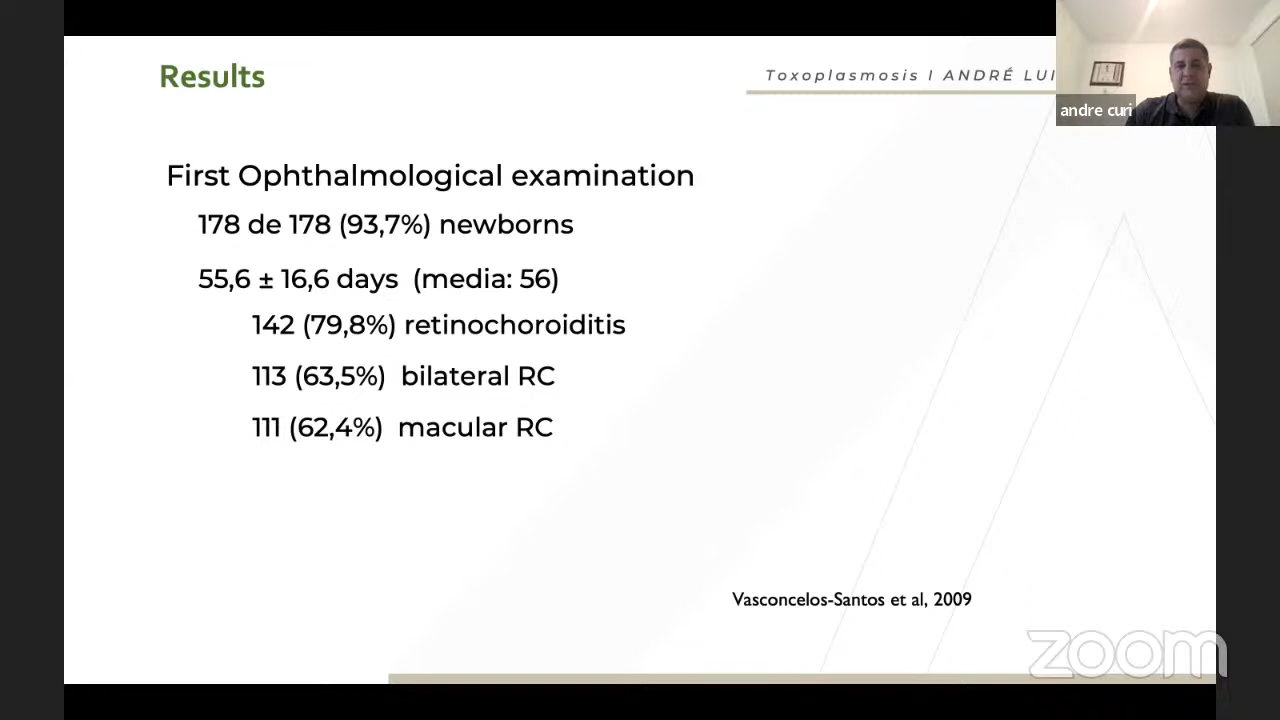 Results
Toxoplasmosis I ANDRÉ LUI
andre curi
First Ophthalmological examination
178 de 178 (93,7%) newborns
55,6 ± 16,6 days (media: 56)
142 (79,8%) retinochoroiditis
113 (63,5%) bilateral RC
111 (62,4%) macular RC
Vasconcelos-Santos et al, 2009
zoom